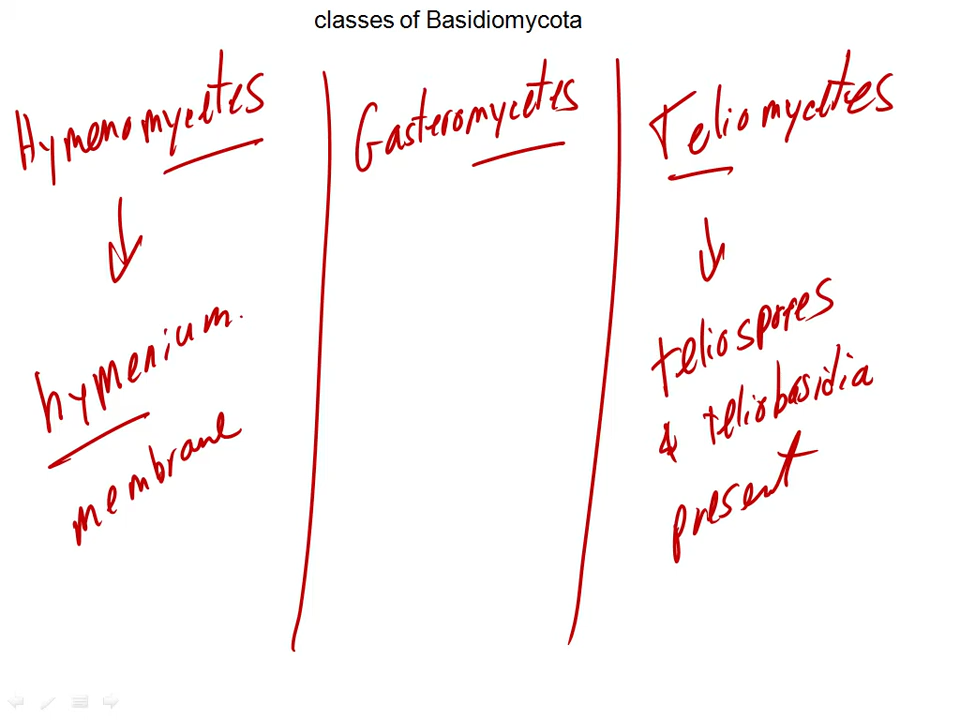 classes of Basidiomycota
Hymenomycetes
hymenium.
membrane
Gasteromycetes
Teliomycetes
teliospores
& teliobasidia
present